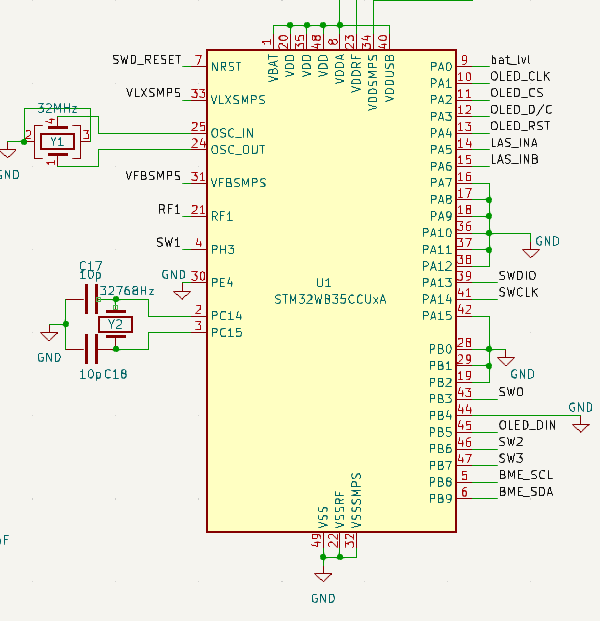 1 20 35 48 8 23 34 40
VBAT VDD VDD VDD VDDA VDDRF VDDSMPS VDDUSB
SWD_RESET 7 NRST
VLXSMPS 33 VLXSMPS
32MHz
4
2 Y1 3
1
GND
25 OSC_IN
24 OSC_OUT
VFBSMPS 31 VFBSMPS
RF1 21 RF1
SW1 4 PH3
GND 30 PE4
C17
10p
32768Hz
Y2
2 PC14
3 PC15
GND
10p C18
U1
STM32WB35CCUxA
PA0 9 bat_lvl
PA1 10 OLED_CLK
PA2 11 OLED_CS
PA3 12 OLED_D/C
PA4 13 OLED_RST
PA5 14 LAS_INA
PA6 15 LAS_INB
PA7 16
PA8 17
PA9 18
PA10 36 GND
PA11 37
PA12 38
PA13 39 SWDIO
PA14 41 SWCLK
PA15 42
PB0 28
PB1 29 GND
PB2 19
PB3 43 SWO
PB4 44 GND
PB5 45 OLED_DIN
PB6 46 SW2
PB7 47 SW3
PB8 5 BME_SCL
PB9 6 BME_SDA
VSS VSSRF VSSSMPS
49 22 32
GND
F